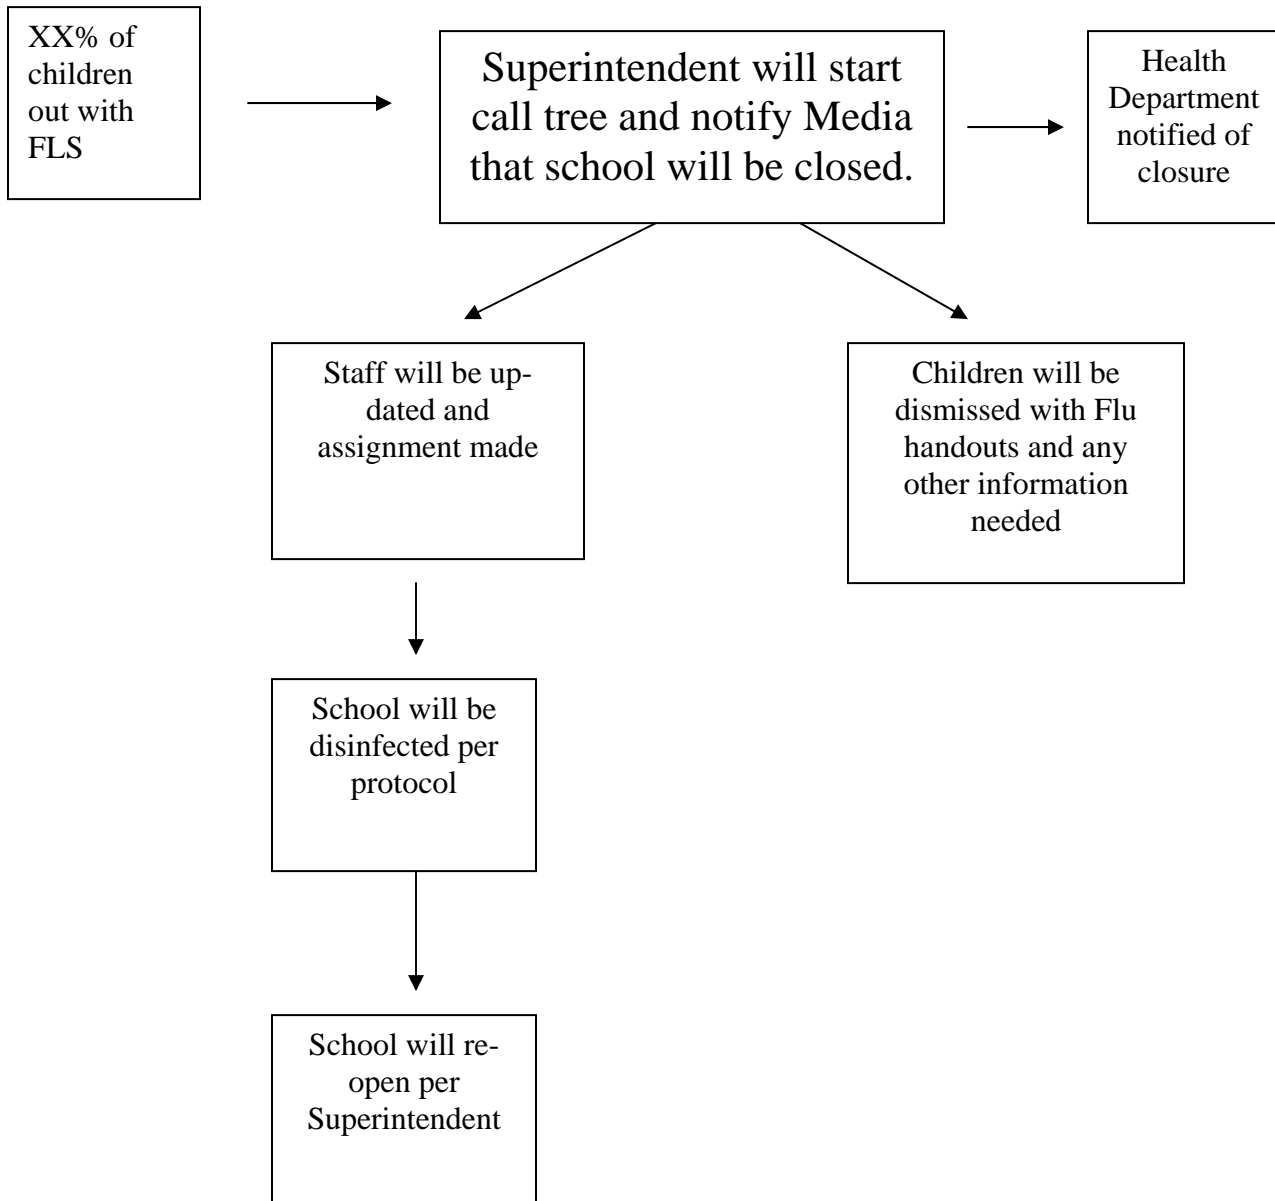 XX% of
children
out with
FLS
Superintendent will start
call tree and notify Media
that school will be closed.
Health
Department
notified of
closure
Staff will be up-
dated and
assignment made
Children will be
dismissed with Flu
handouts and any
other information
needed
School will be
disinfected per
protocol
School will re-
open per
Superintendent